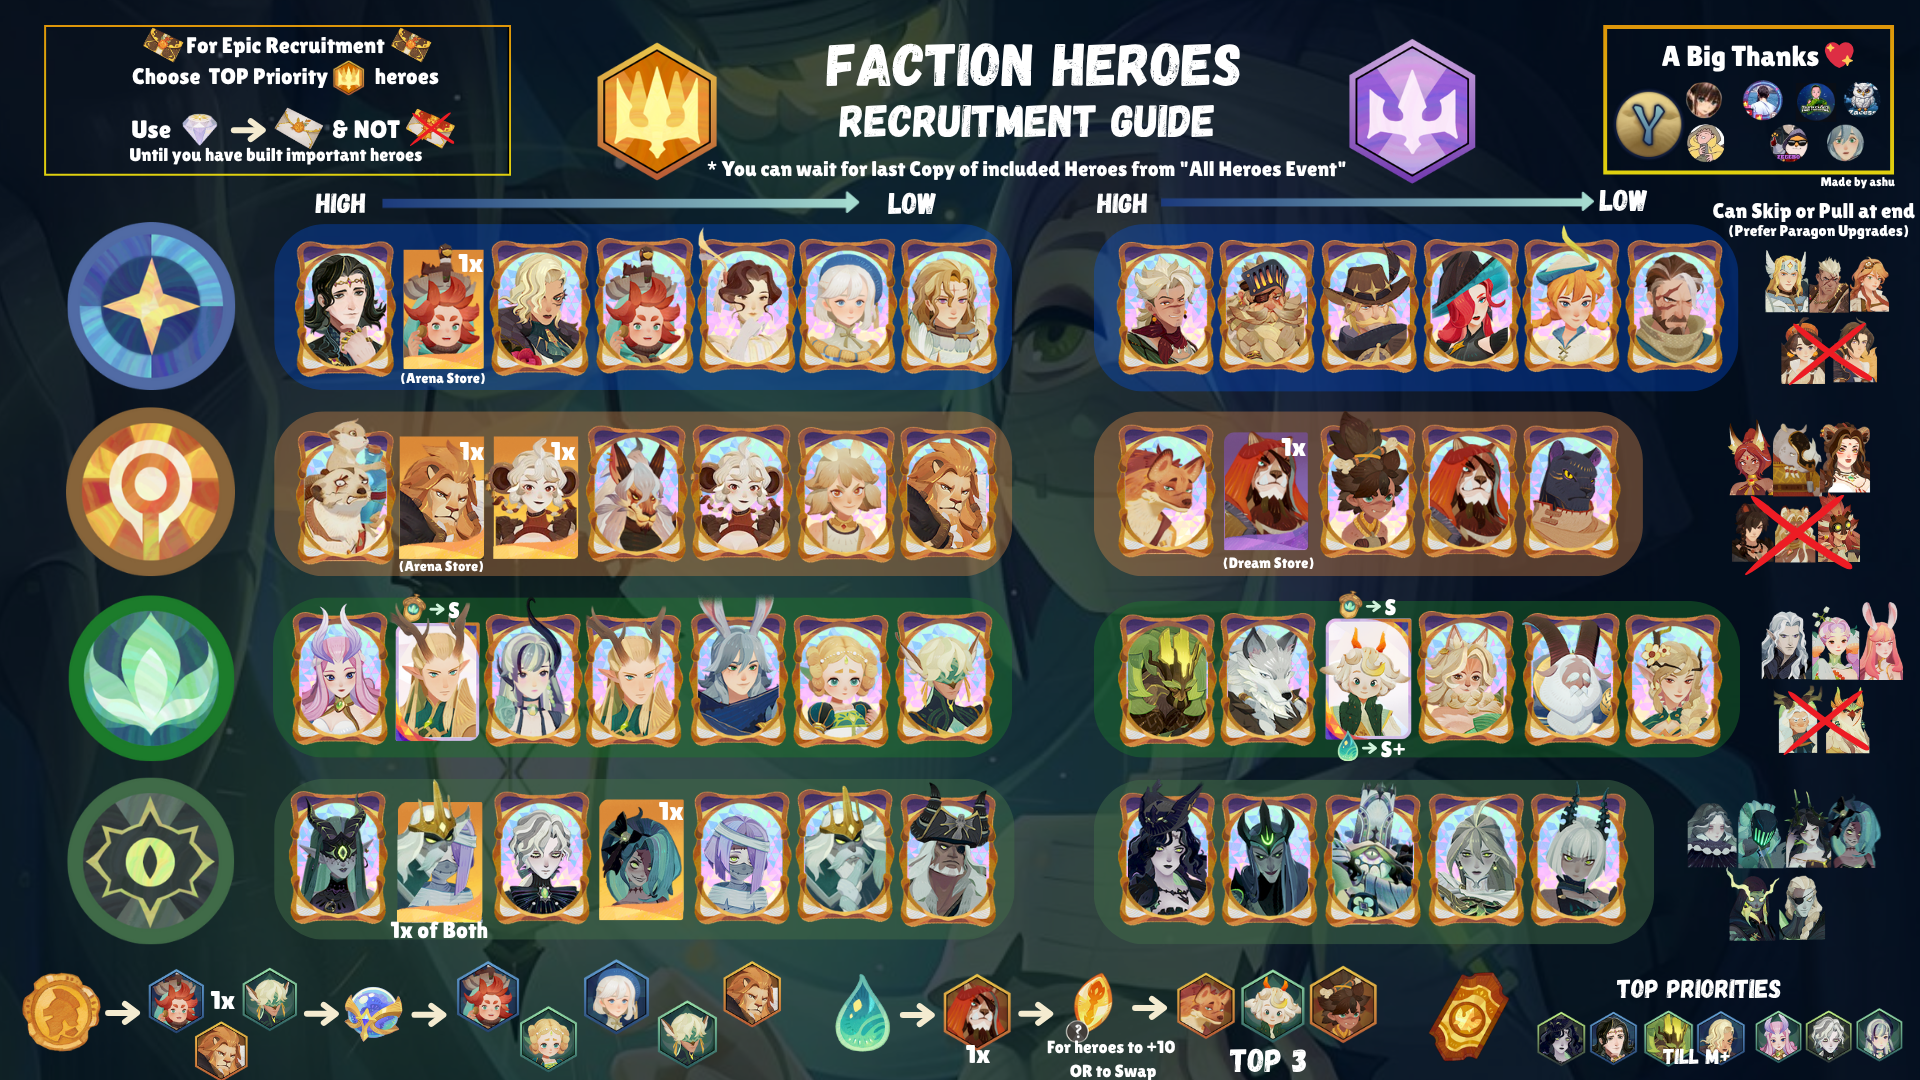 For Epic Recruitment
Choose TOP Priority heroes
Use & NOT
Until you have built important heroes
FACTION HEROES
RECRUITMENT GUIDE
* You can wait for last Copy of included Heroes from "All Heroes Event"
A Big Thanks
Y
Made by ashu
HIGH
LOW
HIGH
LOW
Can Skip or Pull at end
(Prefer Paragon Upgrades)
1x
(Arena Store)
1x
1x
(Arena Store)
1x
(Dream Store)
S
S
S+
1x
1x of Both
1x
1x
?
For heroes to +10
OR to Swap
TOP 3
TOP PRIORITIES
TILL M+